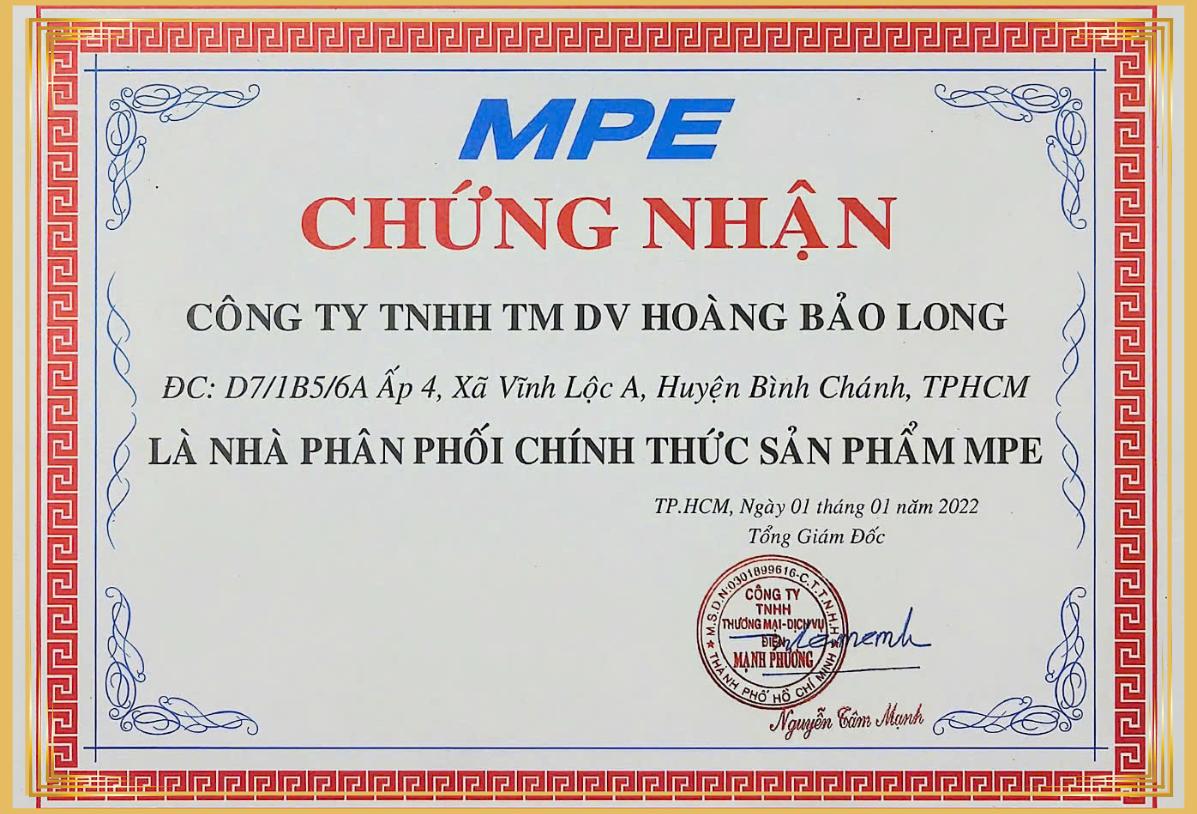 MPE
CHỨNG NHẬN
CÔNG TY TNHH TM DV HOÀNG BẢO LONG
ĐC: D7/1B5/6A Ấp 4, Xã Vĩnh Lộc A, Huyện Bình Chánh, TPHCM
LÀ NHÀ PHÂN PHỐI CHÍNH THỨC SẢN PHẨM MPE
TP.HCM, Ngày 01 tháng 01 năm 2022
Tổng Giám Đốc
M.S.D.N:0301899616-C.T.T.N.H.H
CÔNG TY
TNHH
THƯƠNG MẠI-DỊCH VỤ
ĐIỆN
MẠNH PHƯƠNG
THÀNH PHỐ HỒ CHÍ MINH
Nguyễn Tâm Mạnh